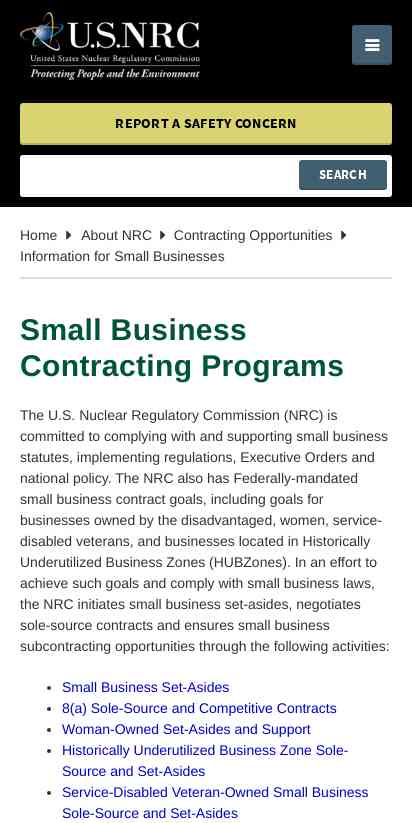 U.S.NRC
United States Nuclear Regulatory Commission
Protecting People and the Environment
REPORT A SAFETY CONCERN
SEARCH
Home About NRC Contracting Opportunities
Information for Small Businesses
Small Business
Contracting Programs
The U.S. Nuclear Regulatory Commission (NRC) is
committed to complying with and supporting small business
statutes, implementing regulations, Executive Orders and
national policy. The NRC also has Federally-mandated
small business contract goals, including goals for
businesses owned by the disadvantaged, women, service-
disabled veterans, and businesses located in Historically
Underutilized Business Zones (HUBZones). In an effort to
achieve such goals and comply with small business laws,
the NRC initiates small business set-asides, negotiates
sole-source contracts and ensures small business
subcontracting opportunities through the following activities:
• Small Business Set-Asides
• 8(a) Sole-Source and Competitive Contracts
• Woman-Owned Set-Asides and Support
• Historically Underutilized Business Zone Sole-
Source and Set-Asides
• Service-Disabled Veteran-Owned Small Business
Sole-Source and Set-Asides